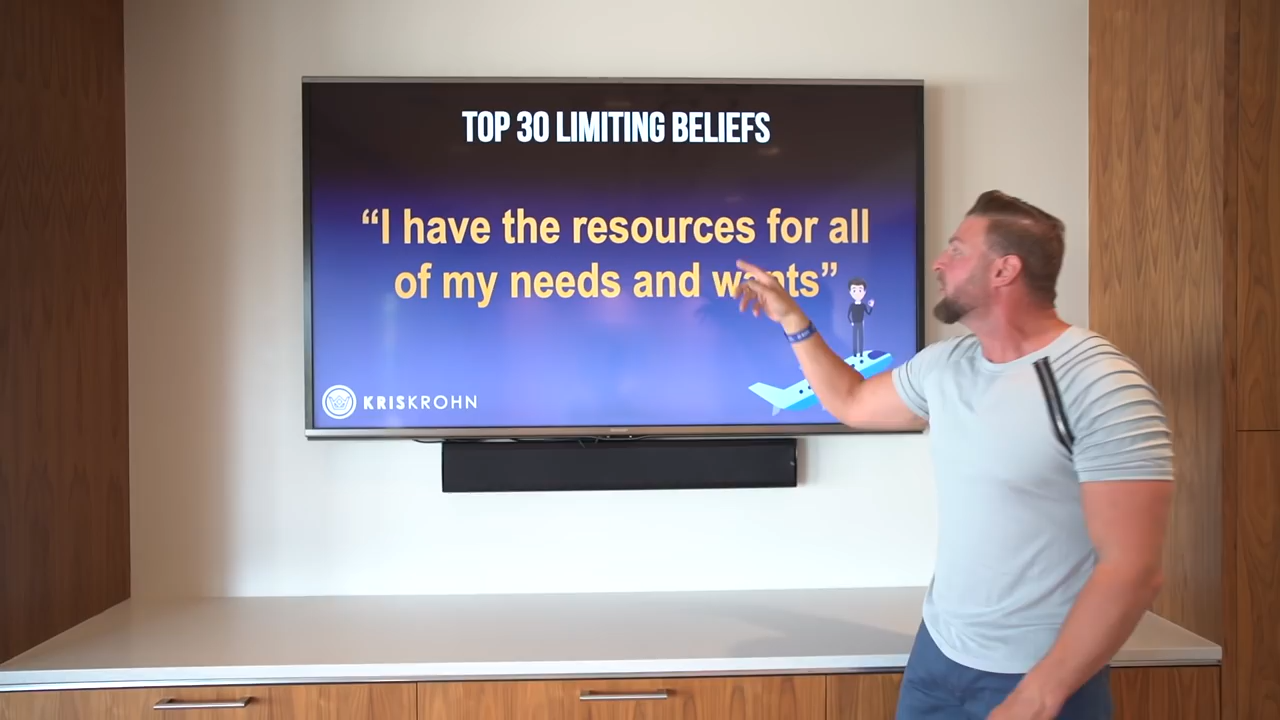 TOP 30 LIMITING BELIEFS
“I have the resources for all
of my needs and wants”
KRISKROHN